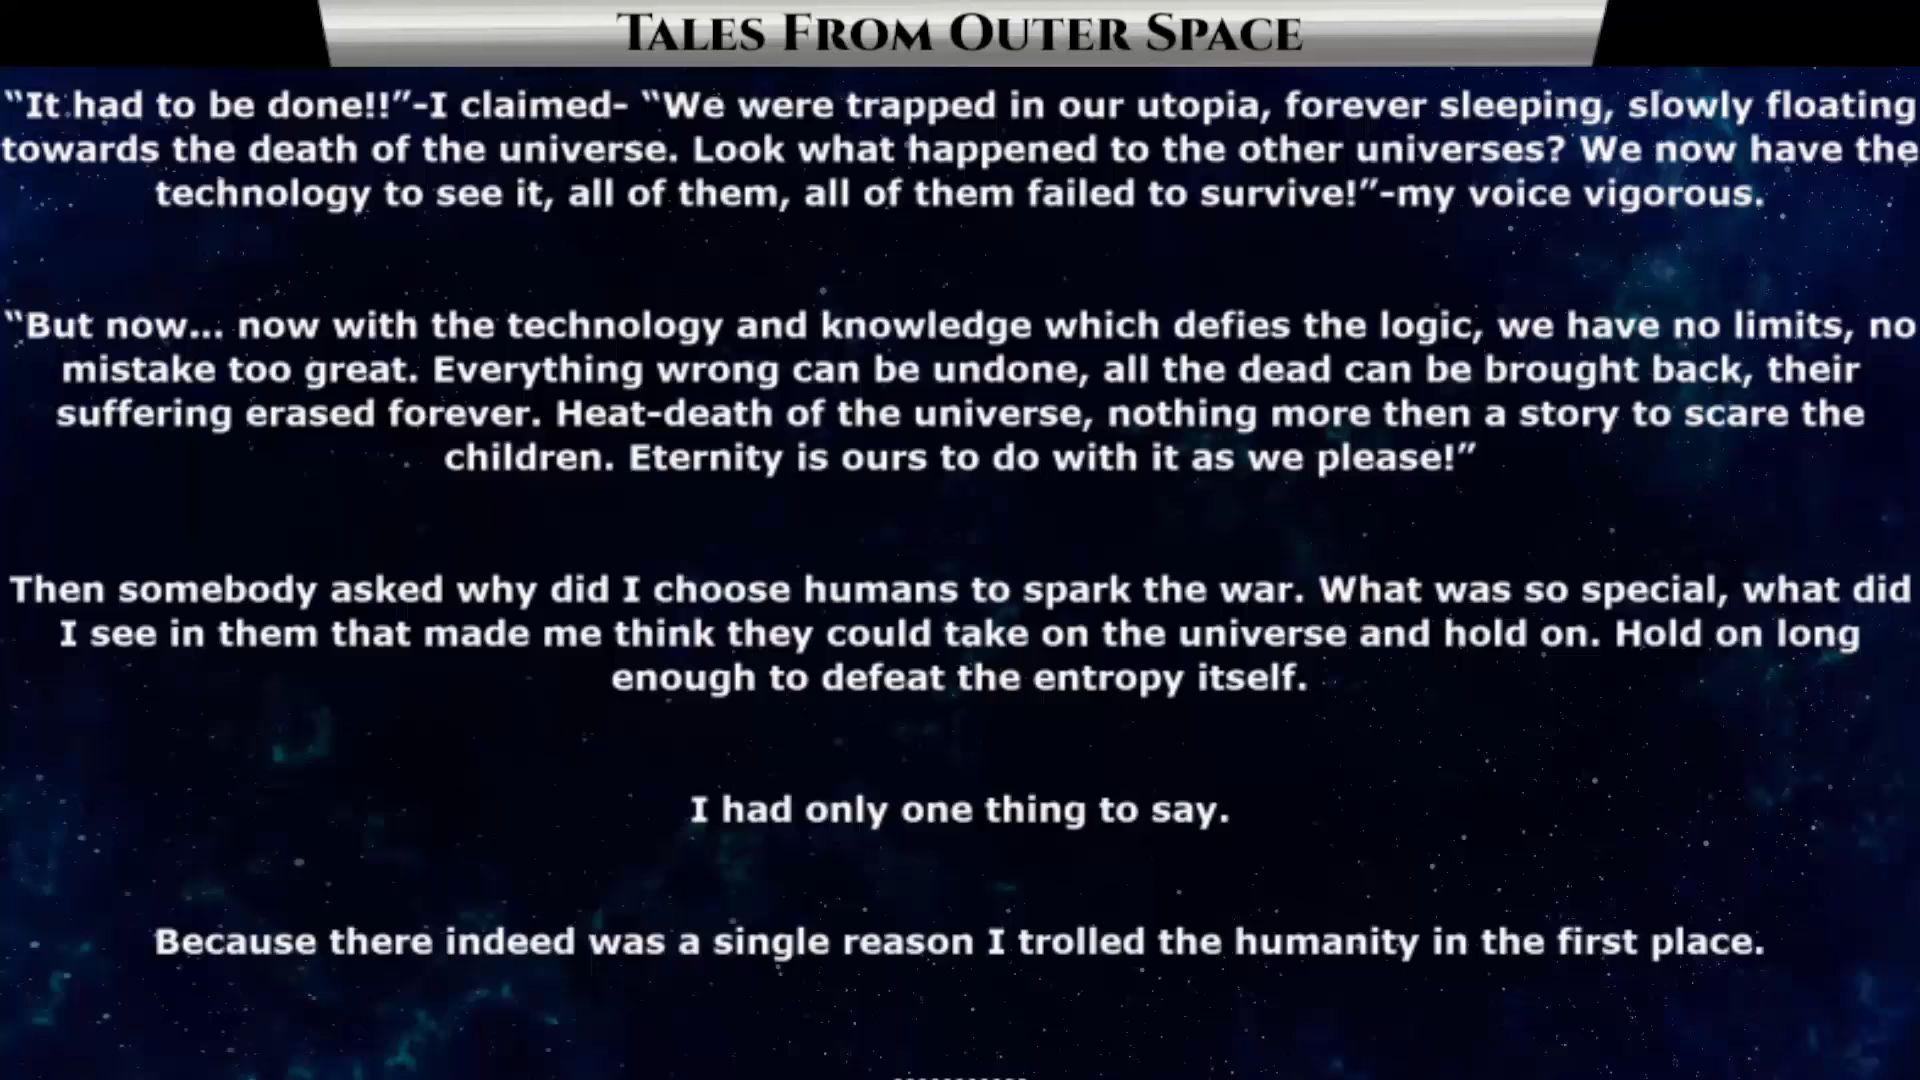 TALES FROM OUTER SPACE
“It had to be done!!”-I claimed- “We were trapped in our utopia, forever sleeping, slowly floating
towards the death of the universe. Look what happened to the other universes? We now have the
technology to see it, all of them, all of them failed to survive!”-my voice vigorous.
“But now... now with the technology and knowledge which defies the logic, we have no limits, no
mistake too great. Everything wrong can be undone, all the dead can be brought back, their
suffering erased forever. Heat-death of the universe, nothing more then a story to scare the
children. Eternity is ours to do with it as we please!”
Then somebody asked why did I choose humans to spark the war. What was so special, what did
I see in them that made me think they could take on the universe and hold on. Hold on long
enough to defeat the entropy itself.
I had only one thing to say.
Because there indeed was a single reason I trolled the humanity in the first place.